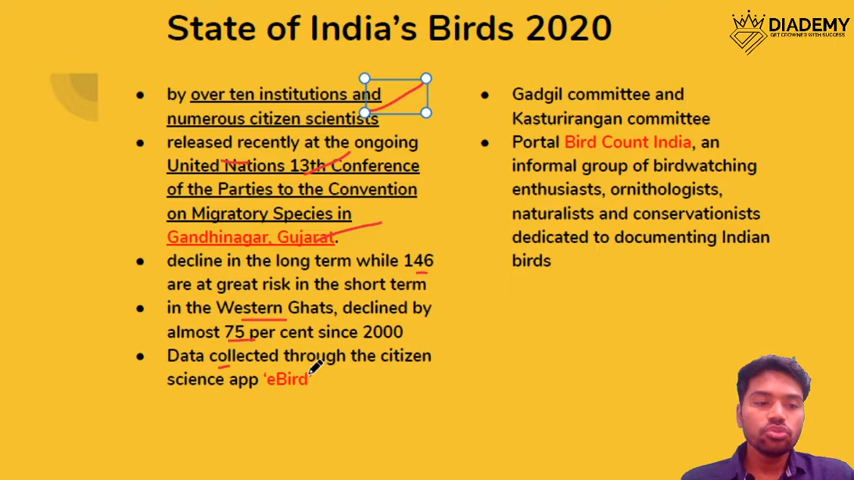 State of India's Birds 2020
DIADEMY
GET CROWNED WITH SUCCESS
● by over ten institutions and
numerous citizen scientists
● released recently at the ongoing
United Nations 13th Conference
of the Parties to the Convention
on Migratory Species in
Gandhinagar, Gujarat.
● decline in the long term while 146
are at great risk in the short term
● in the Western Ghats, declined by
almost 75 per cent since 2000
● Data collected through the citizen
science app ‘eBird’
● Gadgil committee and
Kasturirangan committee
● Portal Bird Count India, an
informal group of birdwatching
enthusiasts, ornithologists,
naturalists and conservationists
dedicated to documenting Indian
birds